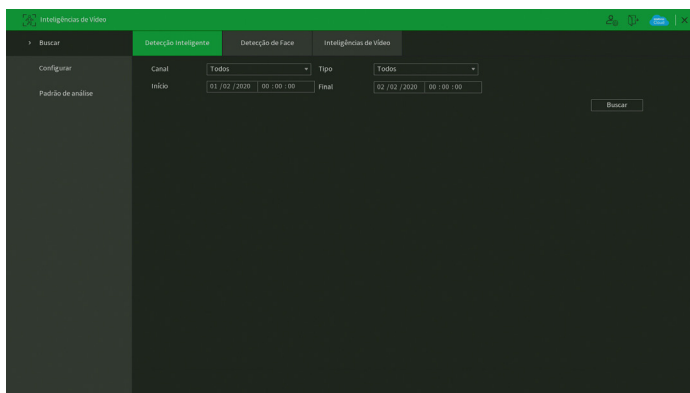 Inteligências de Vídeo
Buscar
Detecção Inteligente
Detecção de Face
Inteligências de Vídeo
Configurar
Canal
Todos
Tipo
Todos
Início
01 /02 /2020
00 : 00 : 00
Final
02 /02 /2020
00 : 00 : 00
Padrão de análise
Buscar